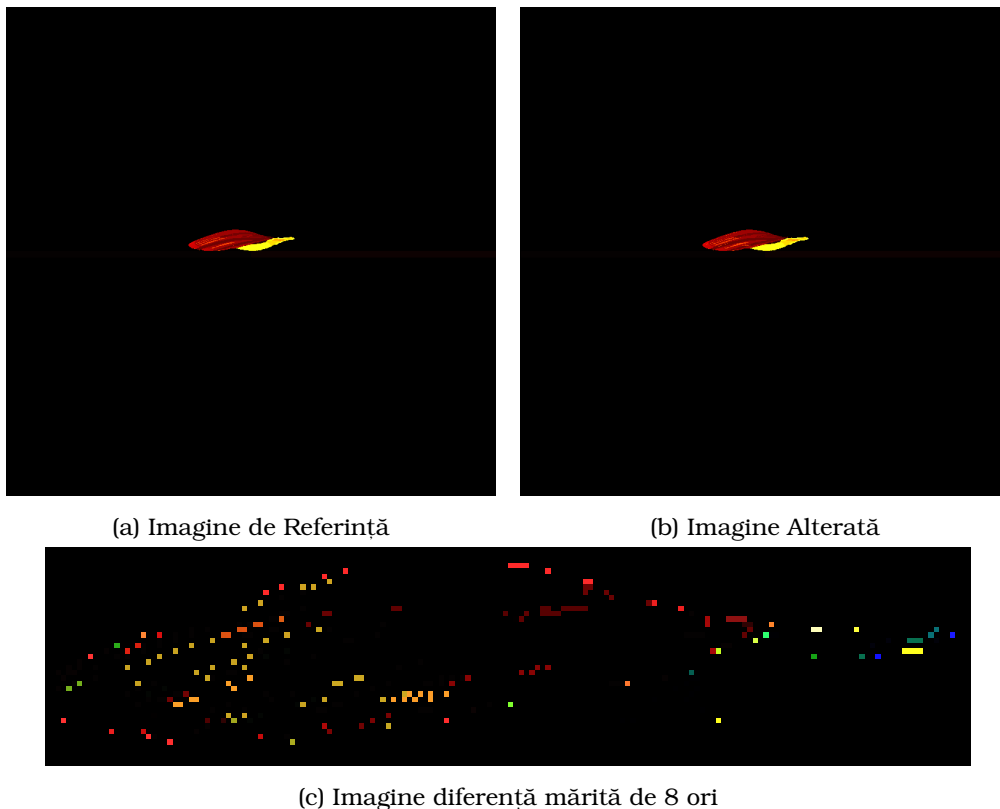 (a) Imagine de Referință
(b) Imagine Alterată
(c) Imagine diferență mărită de 8 ori